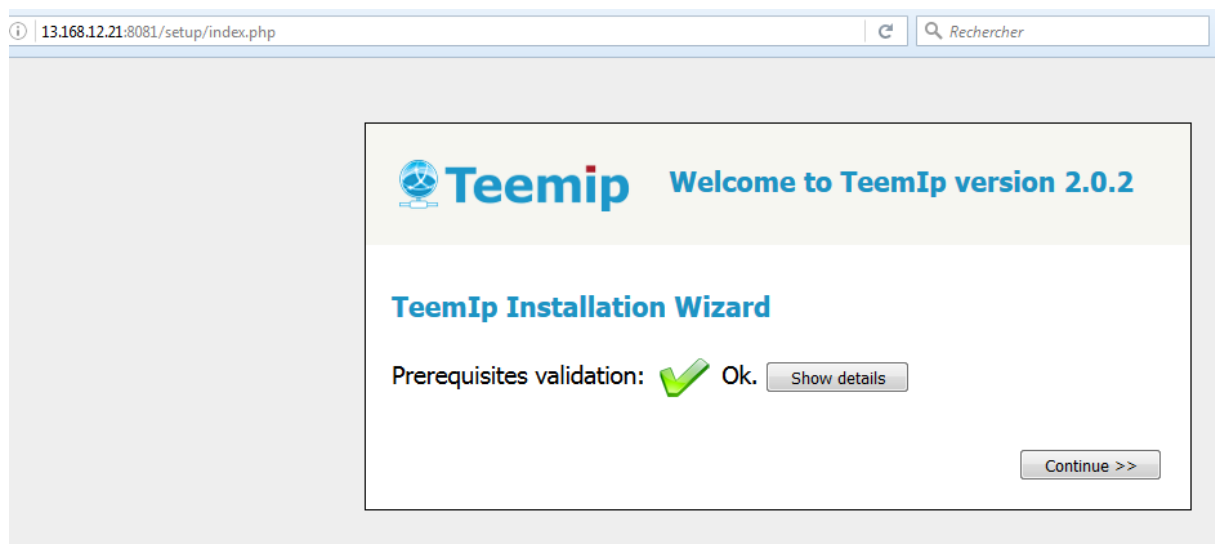 13.168.12.21:8081/setup/index.php Rechercher
Teemip Welcome to TeemIp version 2.0.2
TeemIp Installation Wizard
Prerequisites validation: Ok. Show details
Continue >>